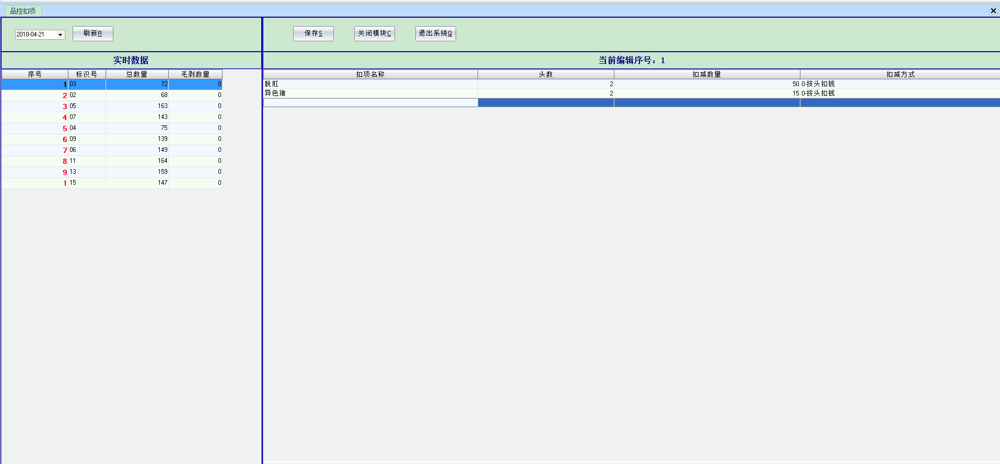 品控扣项
2018-04-21 刷新R 保存S 关闭模块C 退出系统Q
实时数据
序号 标识号 总数量 毛剥数量
1 03 72 0
2 02 68 0
3 05 163 0
4 07 143 0
5 04 75 0
6 09 139 0
7 06 149 0
8 11 164 0
9 13 159 0
1 15 147 0
当前编辑序号：1
扣项名称 头数 扣减数量 扣减方式
脱肛 2 50 0-按头扣钱
异色猪 2 15 0-按头扣钱